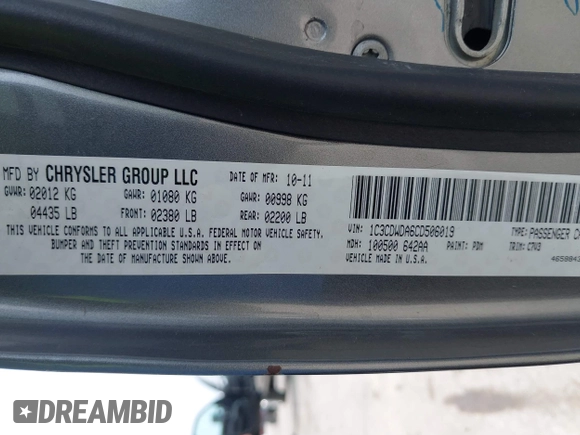 MFD BY CHRYSLER GROUP LLC DATE OF MFR: 10-11
GVWR: 02012 KG GAWR: 01080 KG GAWR: 00998 KG
04435 LB FRONT: 02380 LB REAR: 02200 LB
THIS VEHICLE CONFORMS TO ALL APPLICABLE U.S.A. FEDERAL MOTOR VEHICLE SAFETY,
BUMPER AND THEFT PREVENTION STANDARDS IN EFFECT ON
THE DATE OF MANUFACTURE SHOWN ABOVE.
VIN: 1C3CDWDA6CD506019 TYPE: PASSENGER
MDH: 100500 642AA PAINT: PDM TRIM: C7V3
VEHICLE MADE IN U.S.A.
DREAMBID